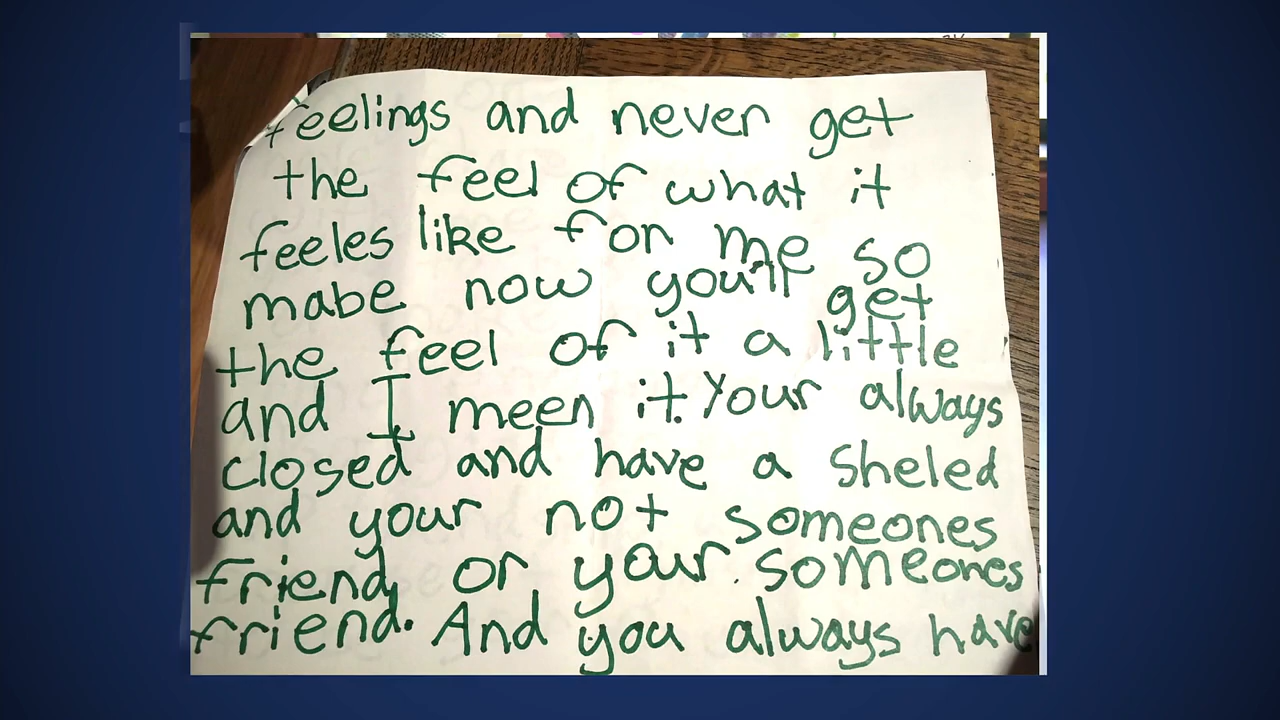 feelings and never get
the feel of what it
feeles like for me so
mabe now you'll get
the feel of it a little
and I meen it. Your always
closed and have a sheled
and your not someones
friend, or your someones
friend. And you always have